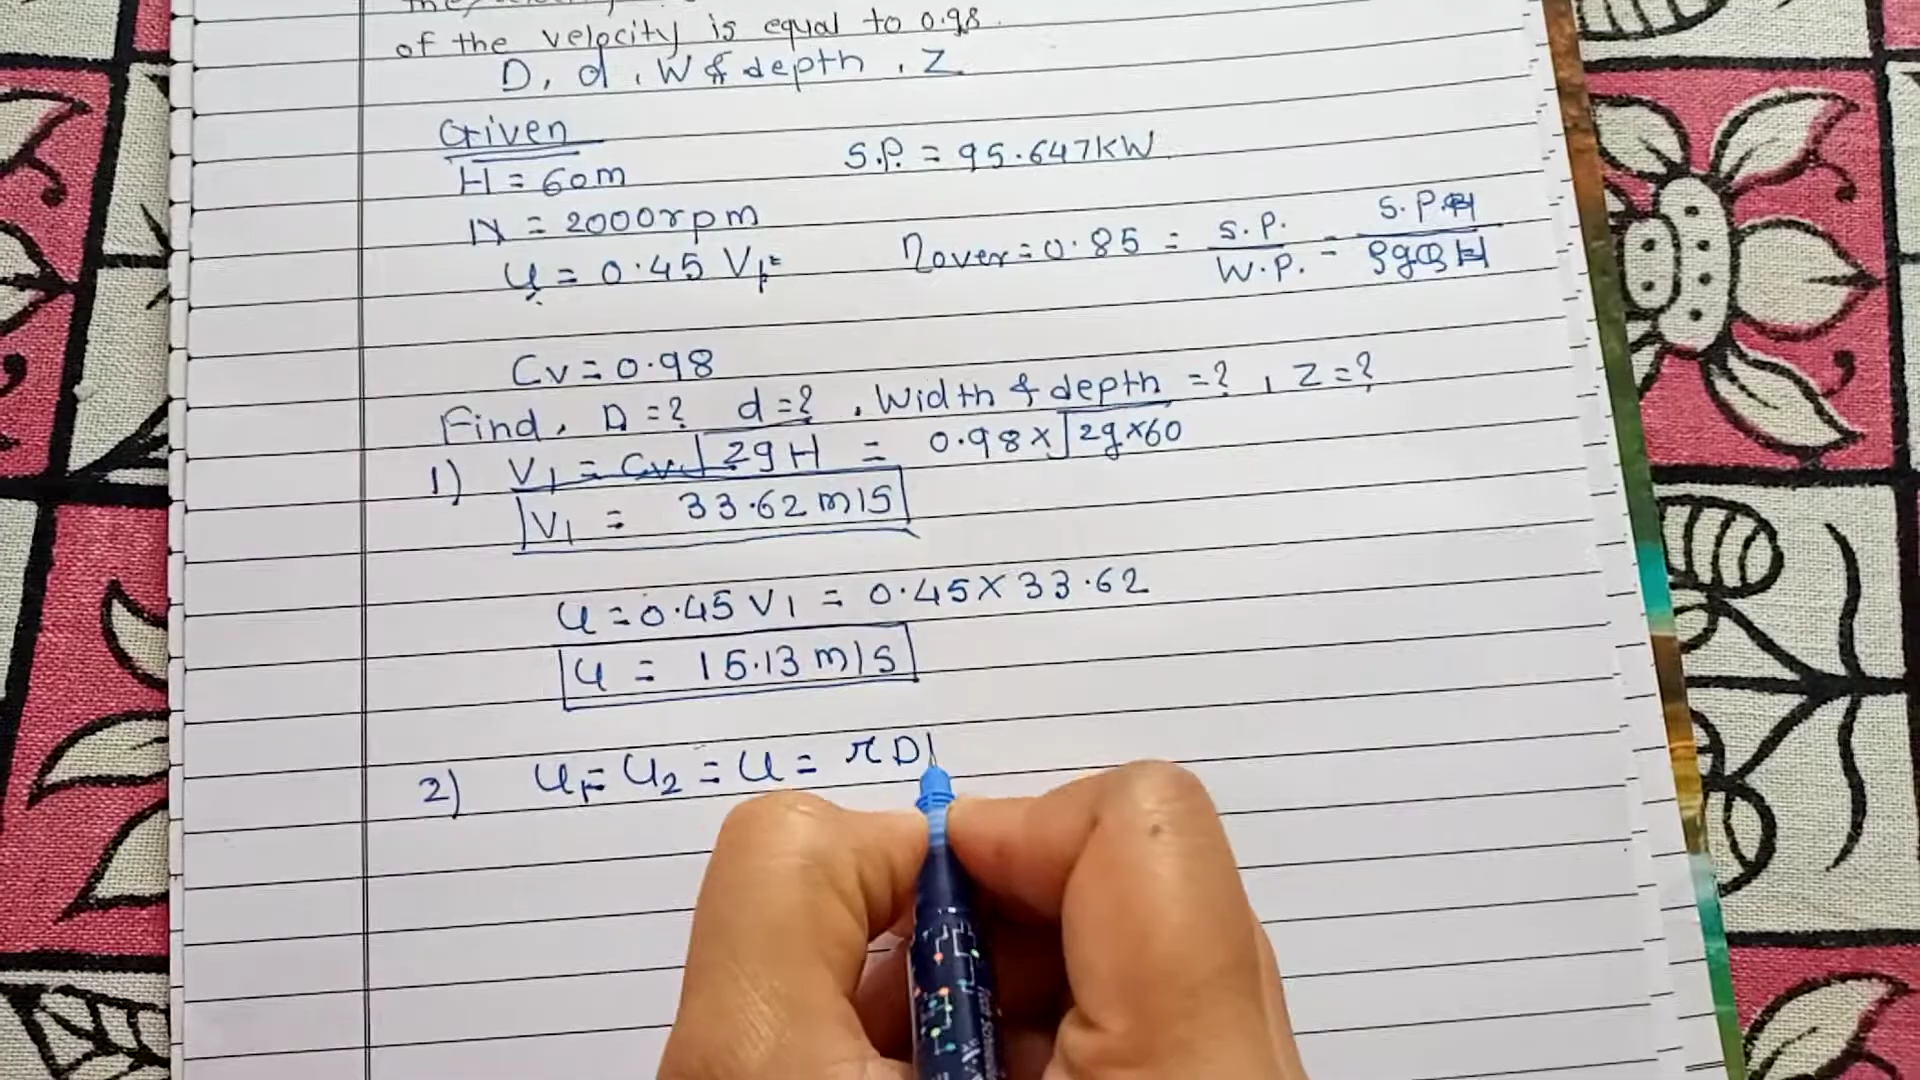 of the velocity is equal to 0.98.
D, d, W & depth, Z
Given
H = 60m
S.P. = 95.647KW
N = 2000rpm
u = 0.45 V1
ηover = 0.85 = S.P. / W.P. = S.P. / ρgQH
Cv = 0.98
Find, D = ? d = ?, Width & depth = ?, Z = ?
1) V1 = Cv √2gH = 0.98 × √2g×60
V1 = 33.62 m/s
u = 0.45 V1 = 0.45 × 33.62
u = 15.13 m/s
2) u1 = u2 = u = πD